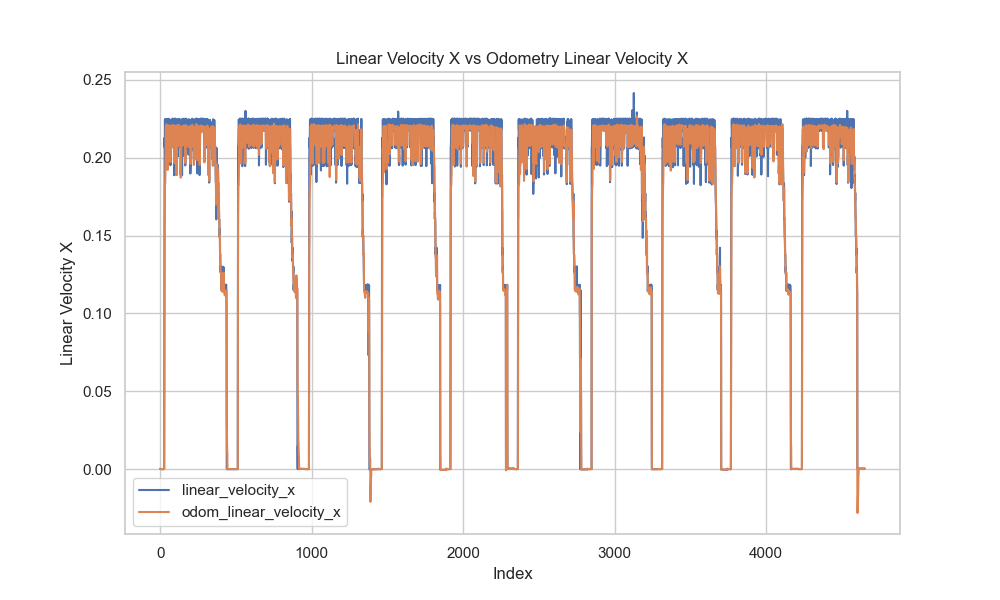 Linear Velocity X vs Odometry Linear Velocity X
0.25
0.20
0.15
0.10
0.05
0.00
Linear Velocity X
linear_velocity_x
odom_linear_velocity_x
0 1000 2000 3000 4000
Index